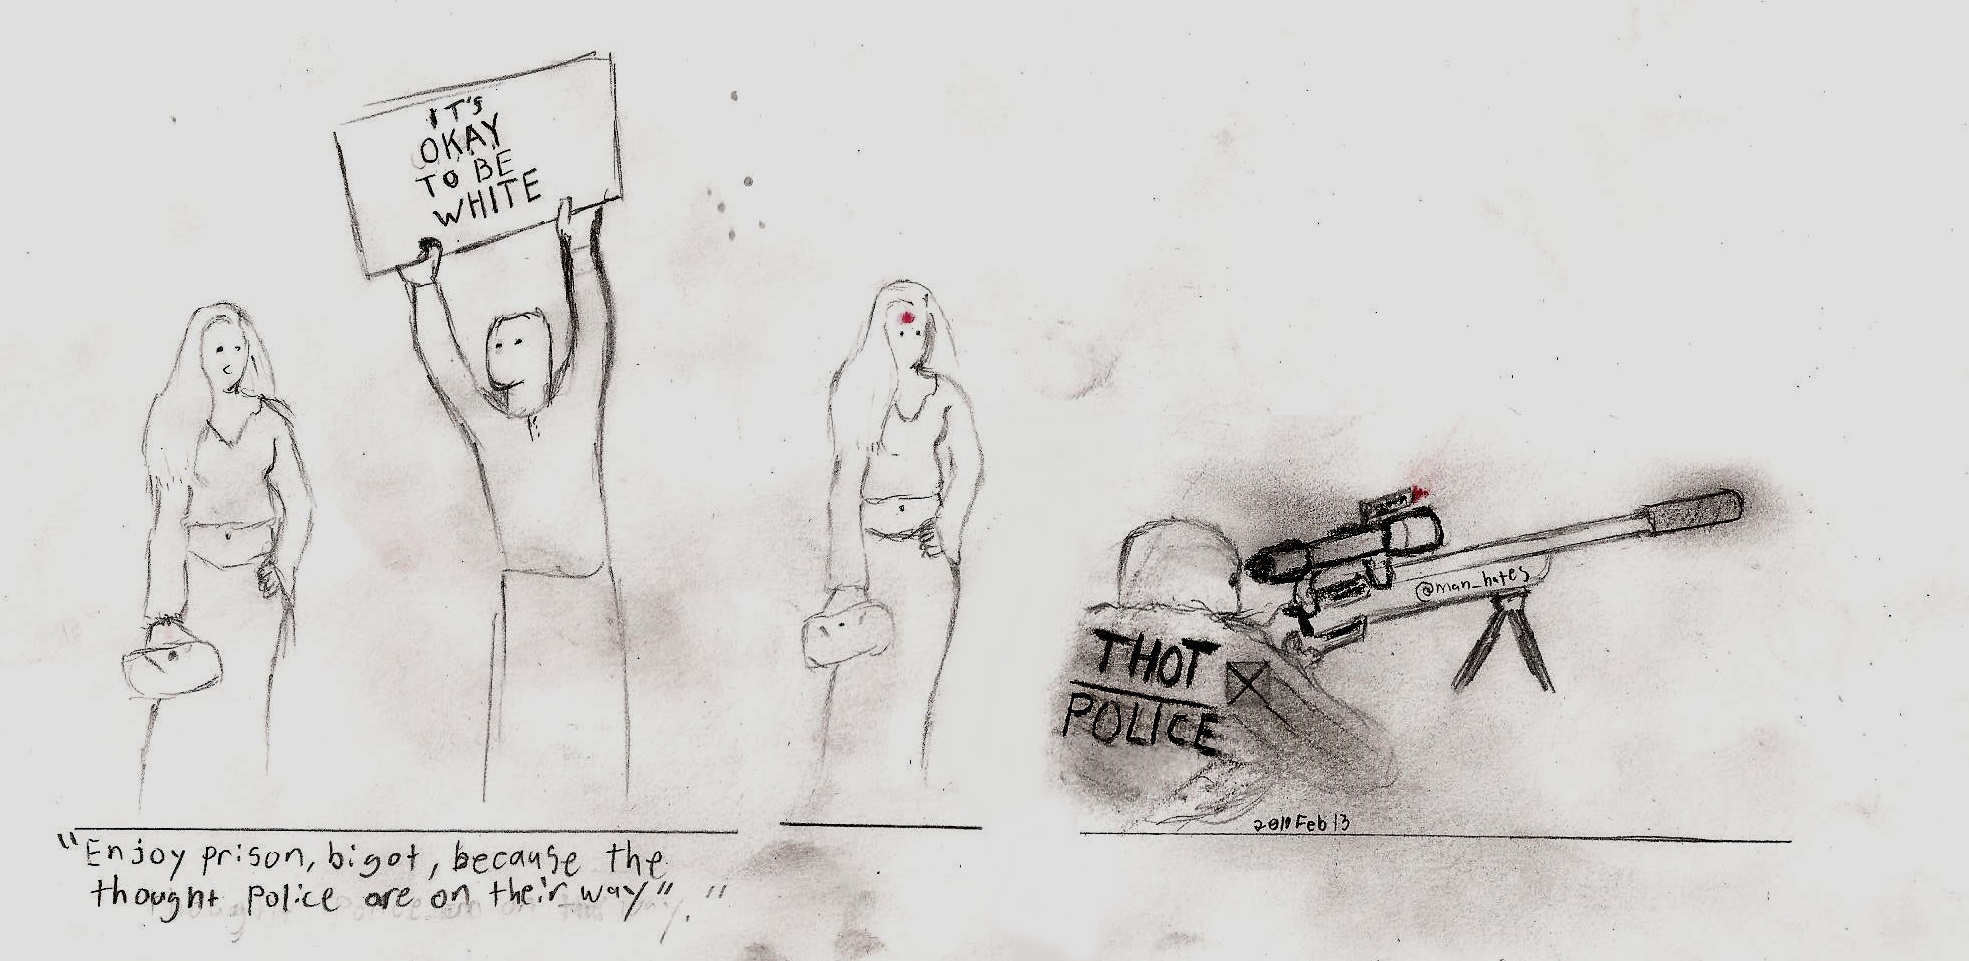 IT'S
OKAY
TO BE
WHITE
"Enjoy prison, bigot, because the
thought police are on their way".
@man_hates
THOT
POLICE
Feb 13